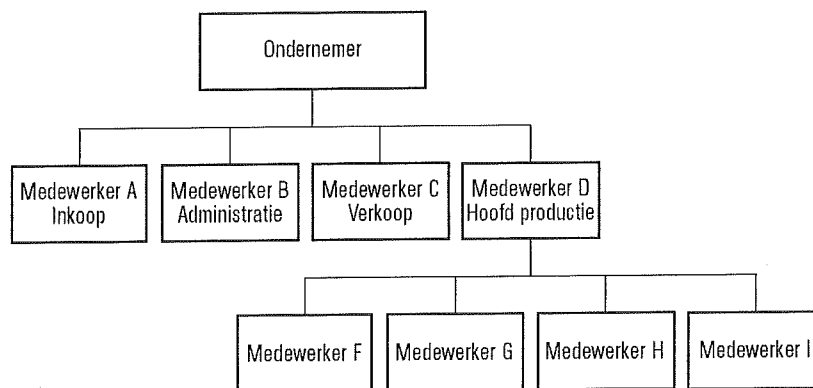 Ondernemer
Medewerker A
Inkoop
Medewerker B
Administratie
Medewerker C
Verkoop
Medewerker D
Hoofd productie
Medewerker F
Medewerker G
Medewerker H
Medewerker I